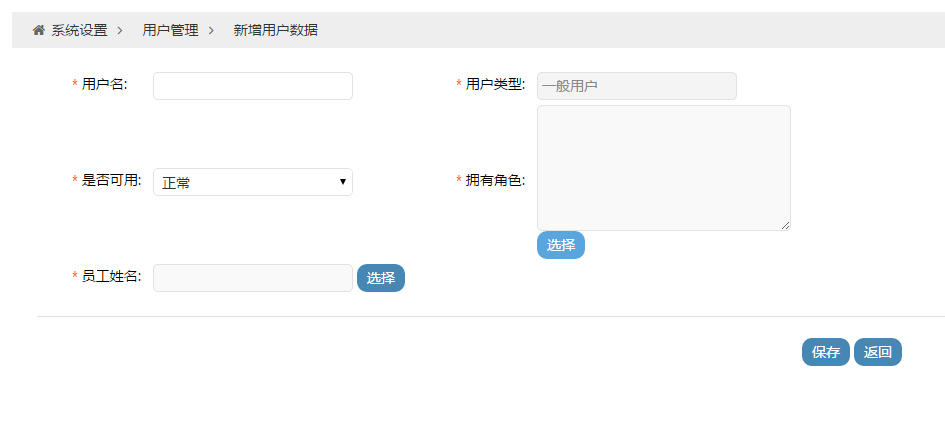 系统设置 > 用户管理 > 新增用户数据
* 用户名: * 用户类型: 一般用户
* 是否可用: 正常 * 拥有角色:
选择
* 员工姓名: 选择
保存 返回